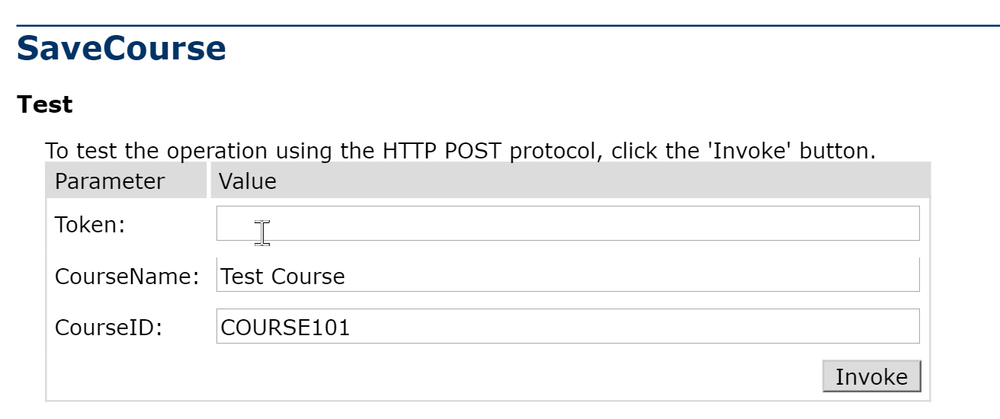 SaveCourse
Test
To test the operation using the HTTP POST protocol, click the 'Invoke' button.
Parameter Value
Token:
CourseName: Test Course
CourseID: COURSE101
Invoke